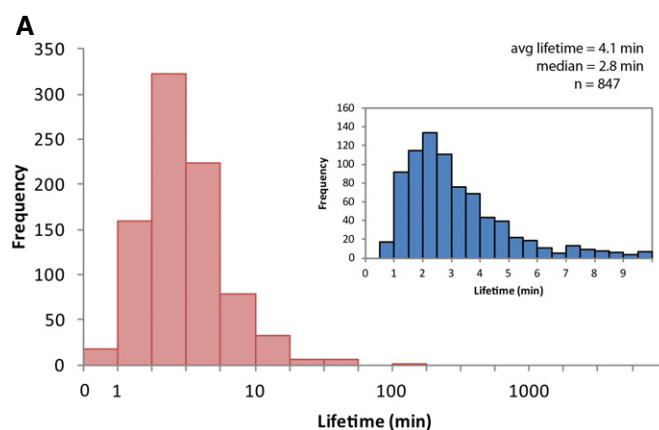 A
350
300
250
200
150
100
50
0
Frequency
0 1 10 100 1000
Lifetime (min)
avg lifetime = 4.1 min
median = 2.8 min
n = 847
160
140
120
100
80
60
40
20
0
Frequency
0 1 2 3 4 5 6 7 8 9
Lifetime (min)